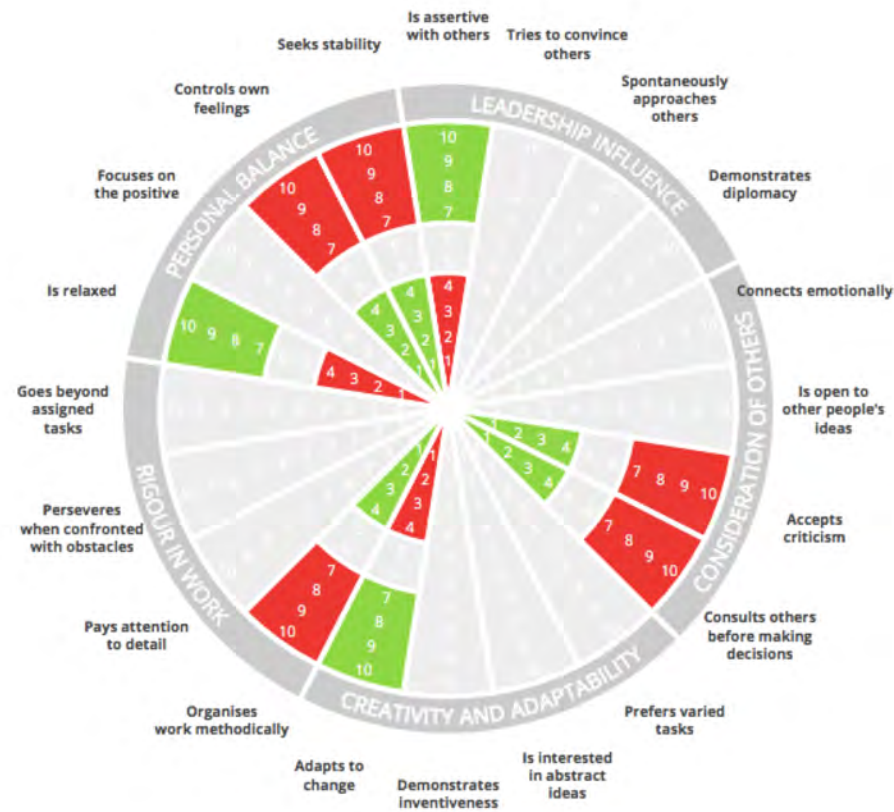 Is assertive
with others
Tries to convince
others
Spontaneously
approaches
others
Demonstrates
diplomacy
Connects emotionally
Is open to
other people's
ideas
Accepts
criticism
Consults others
before making
decisions
Prefers varied
tasks
Is interested
in abstract
ideas
Demonstrates
inventiveness
Adapts to
change
Organises
work methodically
Pays attention
to detail
Perseveres
when confronted
with obstacles
Goes beyond
assigned
tasks
Is relaxed
Focuses on
the positive
Controls own
feelings
Seeks stability
LEADERSHIP INFLUENCE
CONSIDERATION OF OTHERS
CREATIVITY AND ADAPTABILITY
RIGOUR IN WORK
PERSONAL BALANCE
10
9
8
7
4
3
2
1
1 2 3 4
7 8 9 10
1 2 3 4
7 8 9 10
1
2
3
4
7
8
9
10
1
2
3
4
7
8
9
10
10 9 8 7
4 3 2 1
10
9
8
7
4
3
2
1
10
9
8
7
4
3
2
1